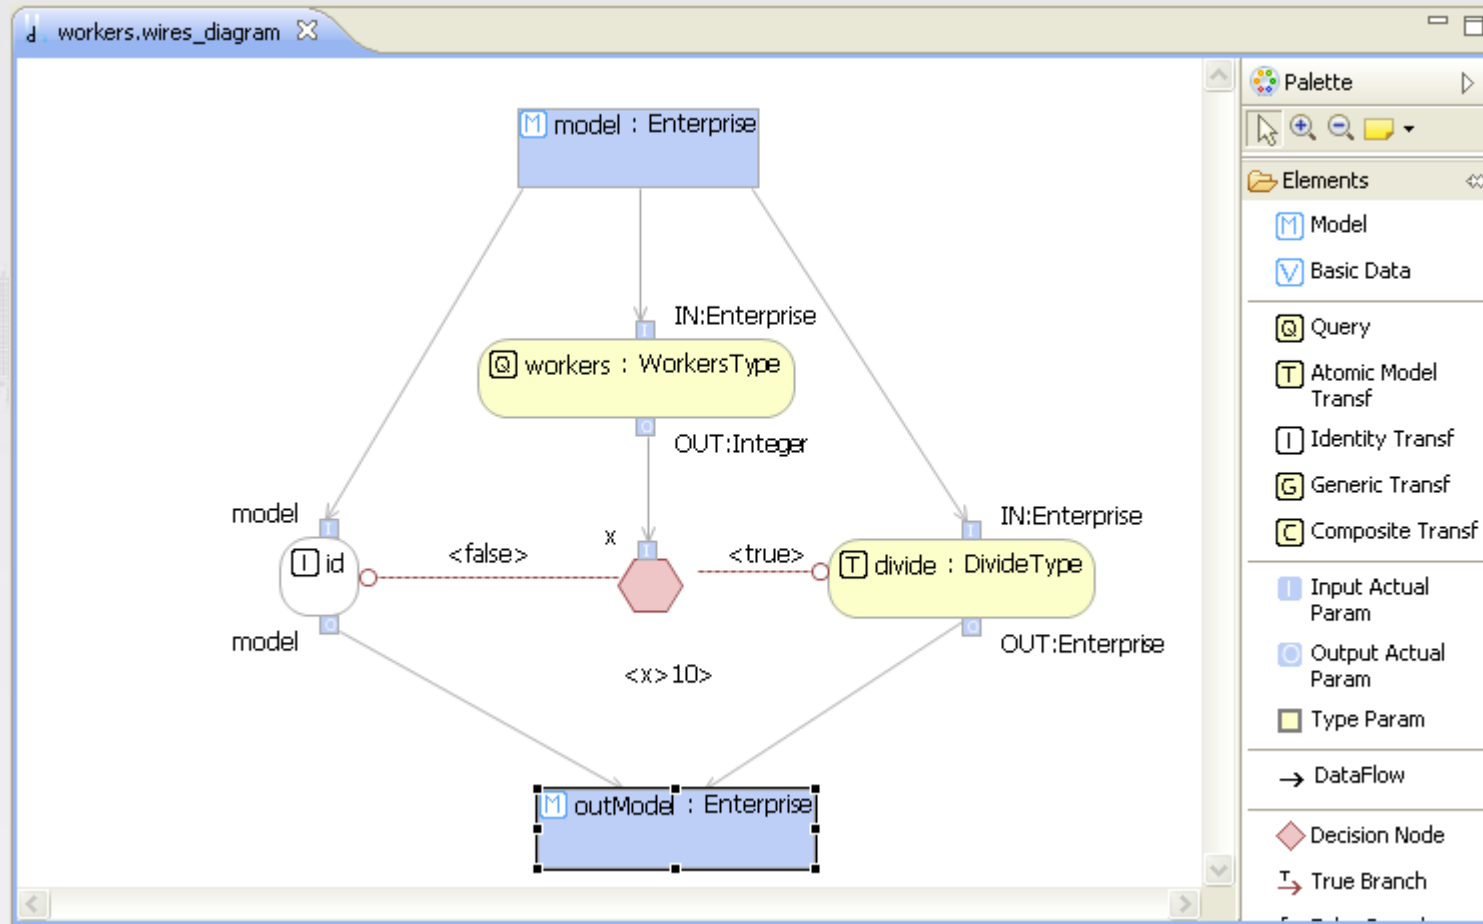 workers.wires_diagram
Palette
Elements
Model
Basic Data
Query
Atomic Model
Transf
Identity Transf
Generic Transf
Composite Transf
Input Actual
Param
Output Actual
Param
Type Param
DataFlow
Decision Node
True Branch
M model : Enterprise
IN:Enterprise
Q workers : WorkersType
OUT:Integer
model
I id
model
<false>
x
<true>
<x>10>
IN:Enterprise
T divide : DivideType
OUT:Enterprise
M outModel : Enterprise